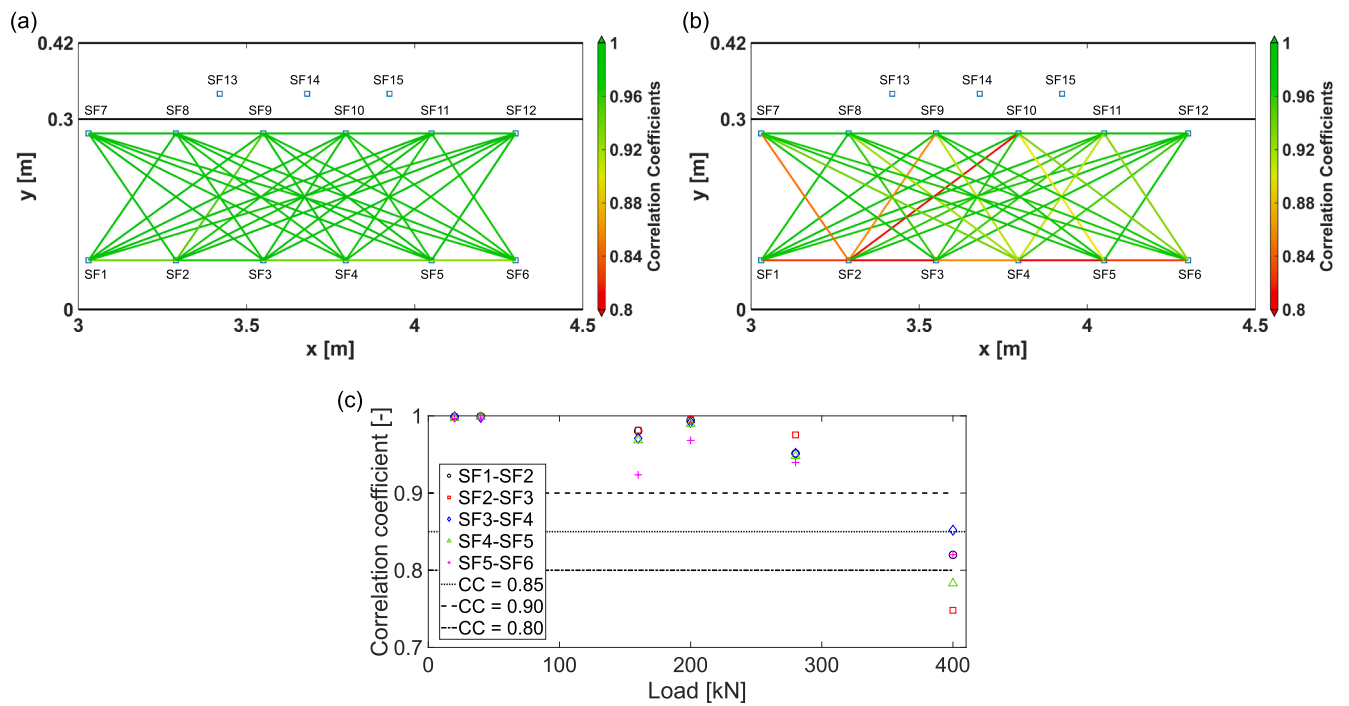 (a)
0.42
0.3
0
y [m]
SF13 SF14 SF15
SF7 SF8 SF9 SF10 SF11 SF12
SF1 SF2 SF3 SF4 SF5 SF6
3 3.5 4 4.5
x [m]
1
0.96
0.92
0.88
0.84
0.8
Correlation Coefficients
(b)
0.42
0.3
0
y [m]
SF13 SF14 SF15
SF7 SF8 SF9 SF10 SF11 SF12
SF1 SF2 SF3 SF4 SF5 SF6
3 3.5 4 4.5
x [m]
1
0.96
0.92
0.88
0.84
0.8
Correlation Coefficients
(c)
1
0.9
0.8
0.7
Correlation coefficient [-]
SF1-SF2
SF2-SF3
SF3-SF4
SF4-SF5
SF5-SF6
CC = 0.85
CC = 0.90
CC = 0.80
0 100 200 300 400
Load [kN]